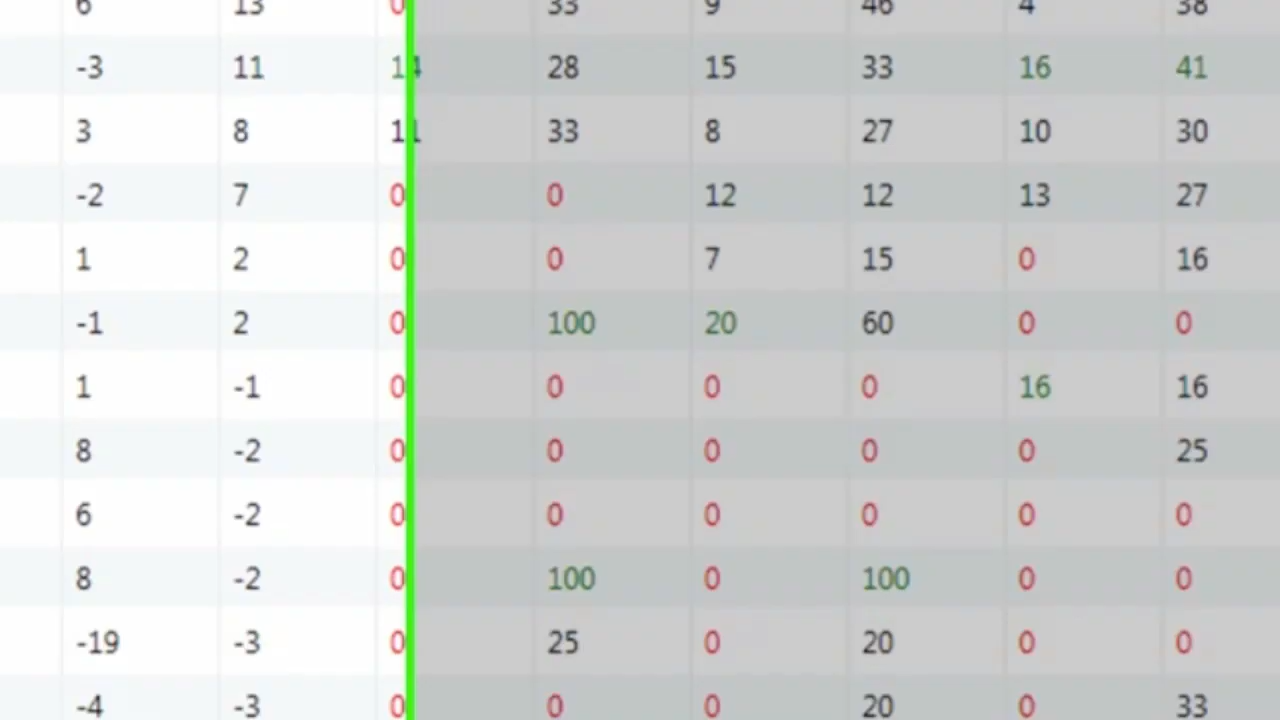 6 13 0 33 9 46 4 38
-3 11 14 28 15 33 16 41
3 8 11 33 8 27 10 30
-2 7 0 0 12 12 13 27
1 2 0 0 7 15 0 16
-1 2 0 100 20 60 0 0
1 -1 0 0 0 0 16 16
8 -2 0 0 0 0 0 25
6 -2 0 0 0 0 0 0
8 -2 0 100 0 100 0 0
-19 -3 0 25 0 20 0 0
-4 -3 0 0 0 20 0 33